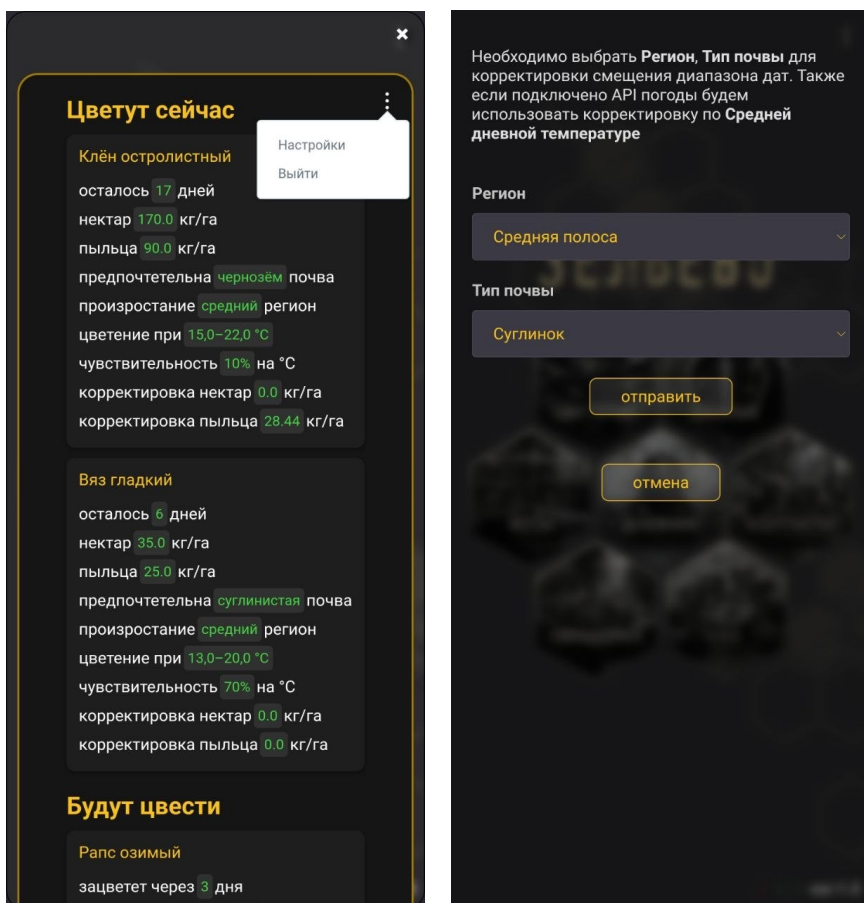 Цветут сейчас
Настройки
Выйти
Клён остролистный
осталось 17 дней
нектар 170.0 кг/га
пыльца 90.0 кг/га
предпочтетельна чернозём почва
произростание средний регион
цветение при 15,0–22,0 °C
чувствительность 10% на °C
корректировка нектар 0.0 кг/га
корректировка пыльца 28.44 кг/га
Вяз гладкий
осталось 6 дней
нектар 35.0 кг/га
пыльца 25.0 кг/га
предпочтетельна суглинистая почва
произростание средний регион
цветение при 13,0–20,0 °C
чувствительность 70% на °C
корректировка нектар 0.0 кг/га
корректировка пыльца 0.0 кг/га
Будут цвести
Рапс озимый
зацветет через 3 дня
Необходимо выбрать Регион, Тип почвы для
корректировки смещения диапазона дат. Также
если подключено API погоды будем
использовать корректировку по Средней
дневной температуре
Регион
Средняя полоса
Тип почвы
Суглинок
отправить
отмена